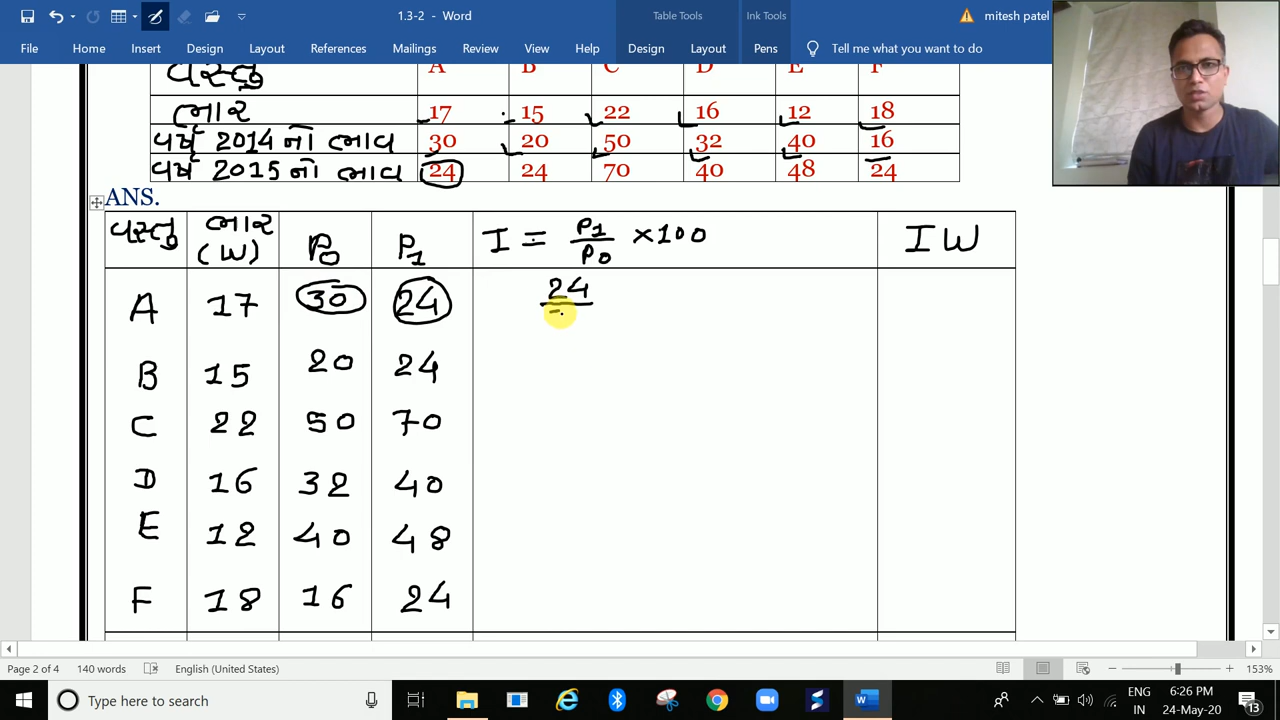 1.3-2 - Word
Table Tools
Ink Tools
mitesh patel
File Home Insert Design Layout References Mailings Review View Help Design Layout Pens Tell me what you want to do
વસ્તુ A B C D E F
ભાર 17 15 22 16 12 18
વર્ષ 2014 નો ભાવ 30 20 50 32 40 16
વર્ષ 2015 નો ભાવ 24 24 70 40 48 24
ANS.
વસ્તુ ભાર (W) P0 P1 I = P1/P0 ×100 IW
A 17 30 24 24
B 15 20 24
C 22 50 70
D 16 32 40
E 12 40 48
F 18 16 24
Page 2 of 4 140 words English (United States) 153%
Type here to search
ENG 6:26 PM
IN 24-May-20 13